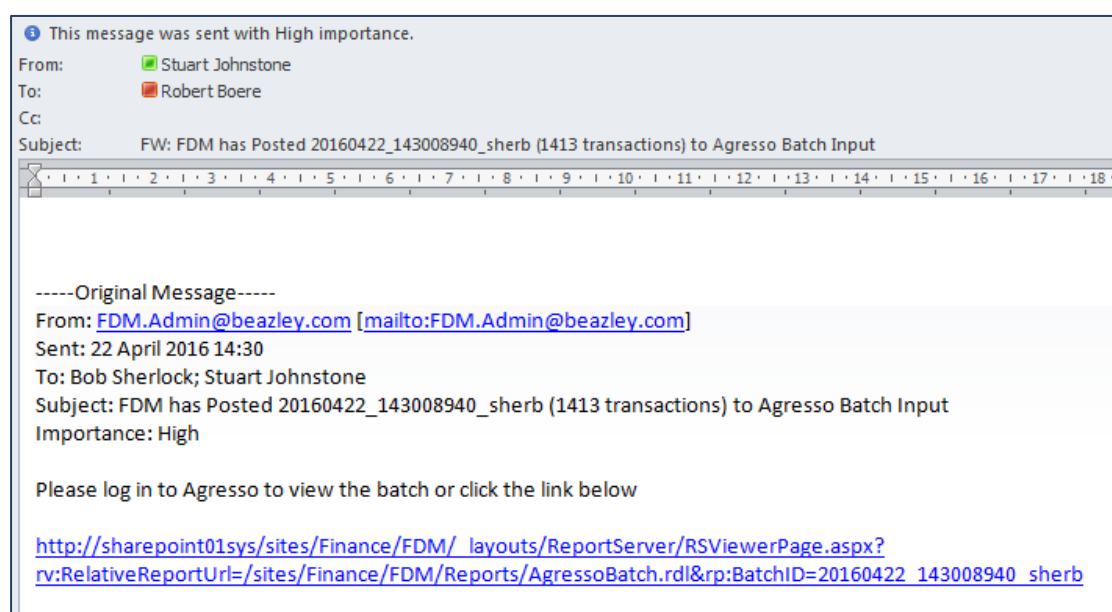 This message was sent with High importance.
From: Stuart Johnstone
To: Robert Boere
Cc:
Subject: FW: FDM has Posted 20160422_143008940_sherb (1413 transactions) to Agresso Batch Input
1 2 3 4 5 6 7 8 9 10 11 12 13 14 15 16 17 18
-----Original Message-----
From: FDM.Admin@beazley.com [mailto:FDM.Admin@beazley.com]
Sent: 22 April 2016 14:30
To: Bob Sherlock; Stuart Johnstone
Subject: FDM has Posted 20160422_143008940_sherb (1413 transactions) to Agresso Batch Input
Importance: High
Please log in to Agresso to view the batch or click the link below
http://sharepoint01sys/sites/Finance/FDM/_layouts/ReportServer/RSViewerPage.aspx?
rv:RelativeReportUrl=/sites/Finance/FDM/Reports/AgressoBatch.rdl&rp:BatchID=20160422_143008940_sherb